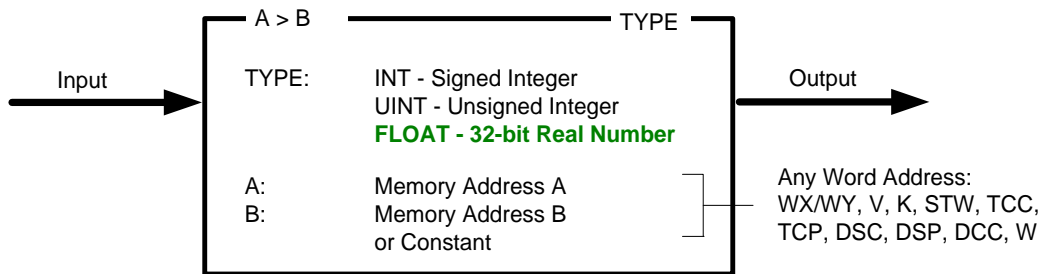 A > B TYPE
Input
Output
TYPE: INT - Signed Integer
UINT - Unsigned Integer
FLOAT - 32-bit Real Number
A: Memory Address A
B: Memory Address B
or Constant
Any Word Address:
WX/WY, V, K, STW, TCC,
TCP, DSC, DSP, DCC, W